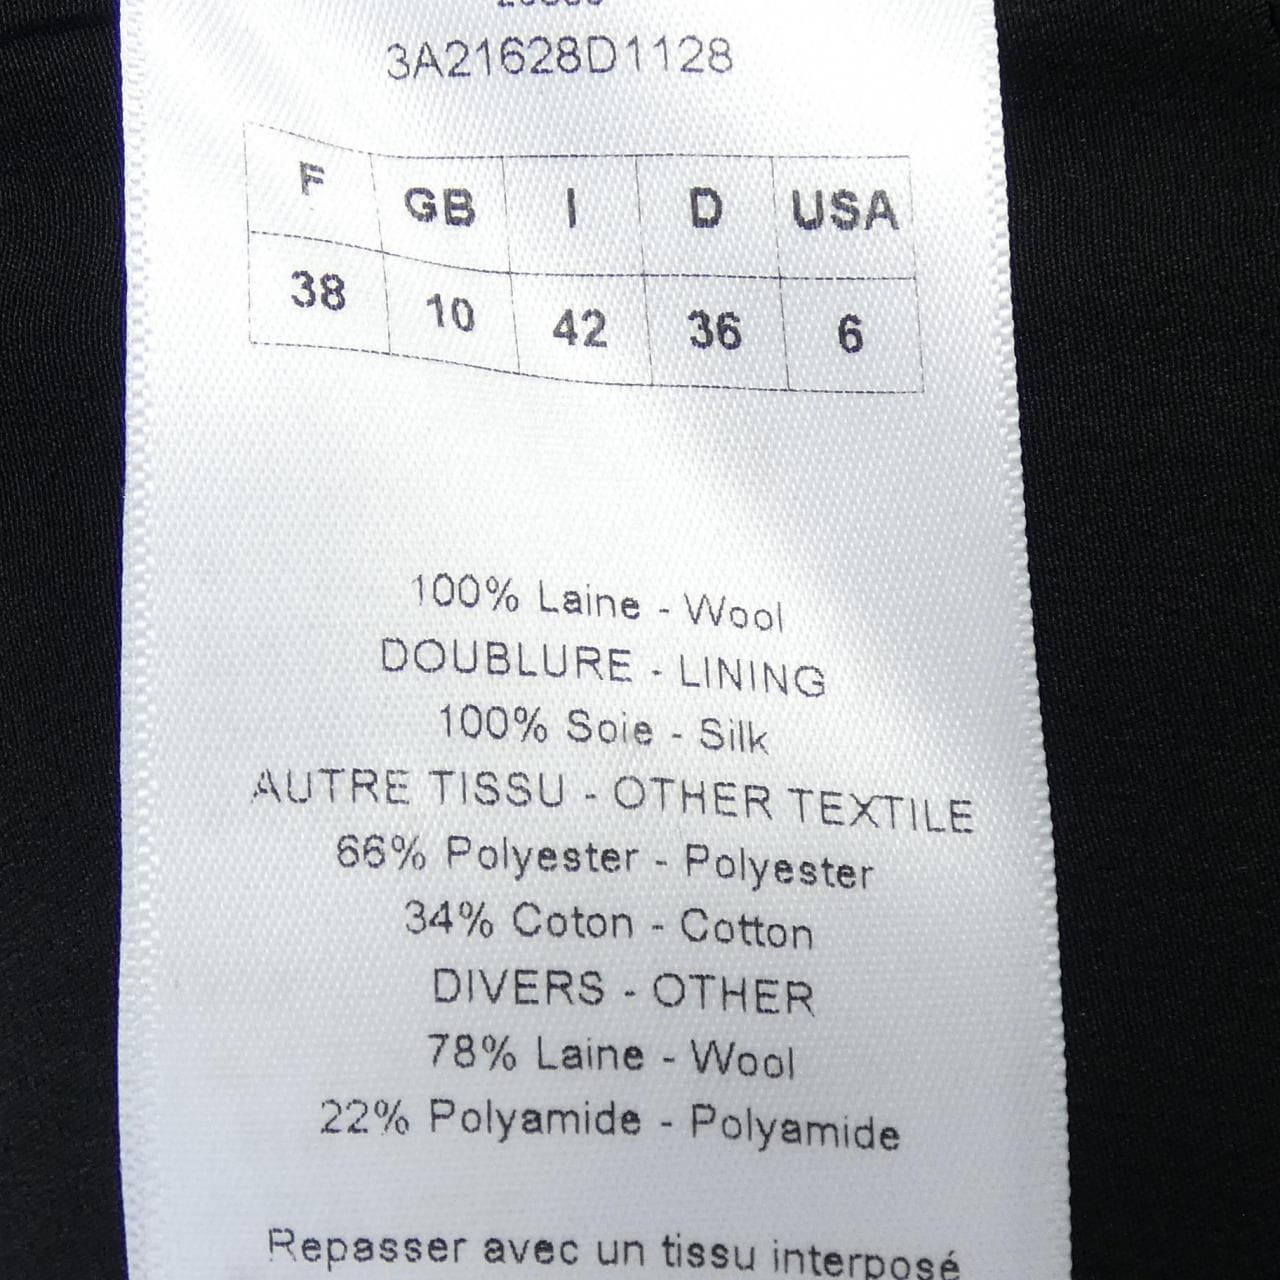 3A21628D1128
F GB I D USA
38 10 42 36 6
100% Laine - Wool
DOUBLURE - LINING
100% Soie - Silk
AUTRE TISSU - OTHER TEXTILE
66% Polyester - Polyester
34% Coton - Cotton
DIVERS - OTHER
78% Laine - Wool
22% Polyamide - Polyamide
Repasser avec un tissu interposé